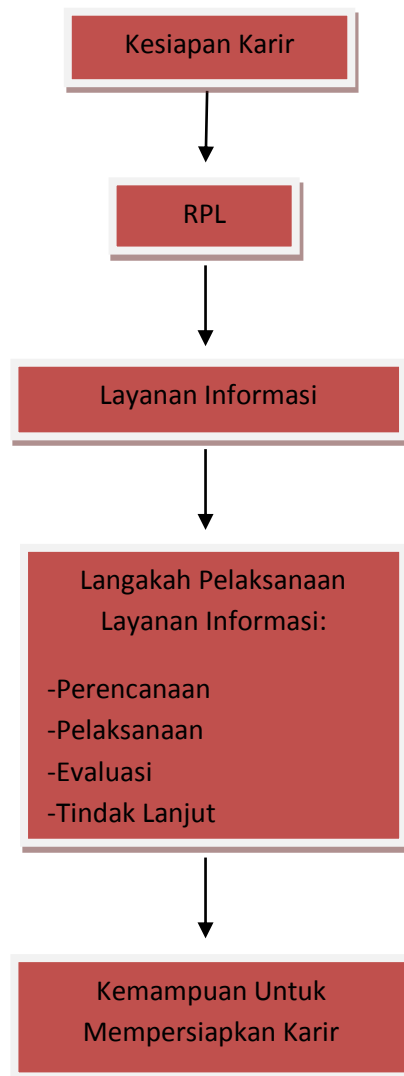 Kesiapan Karir
RPL
Layanan Informasi
Langakah Pelaksanaan
Layanan Informasi:
-Perencanaan
-Pelaksanaan
-Evaluasi
-Tindak Lanjut
Kemampuan Untuk
Mempersiapkan Karir